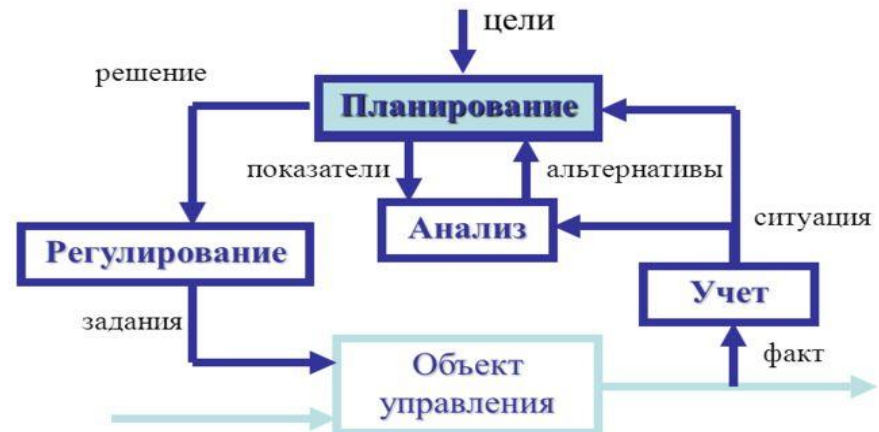 цели
решение
Планирование
показатели
альтернативы
Анализ
ситуация
Регулирование
Учет
задания
факт
Объект
управления